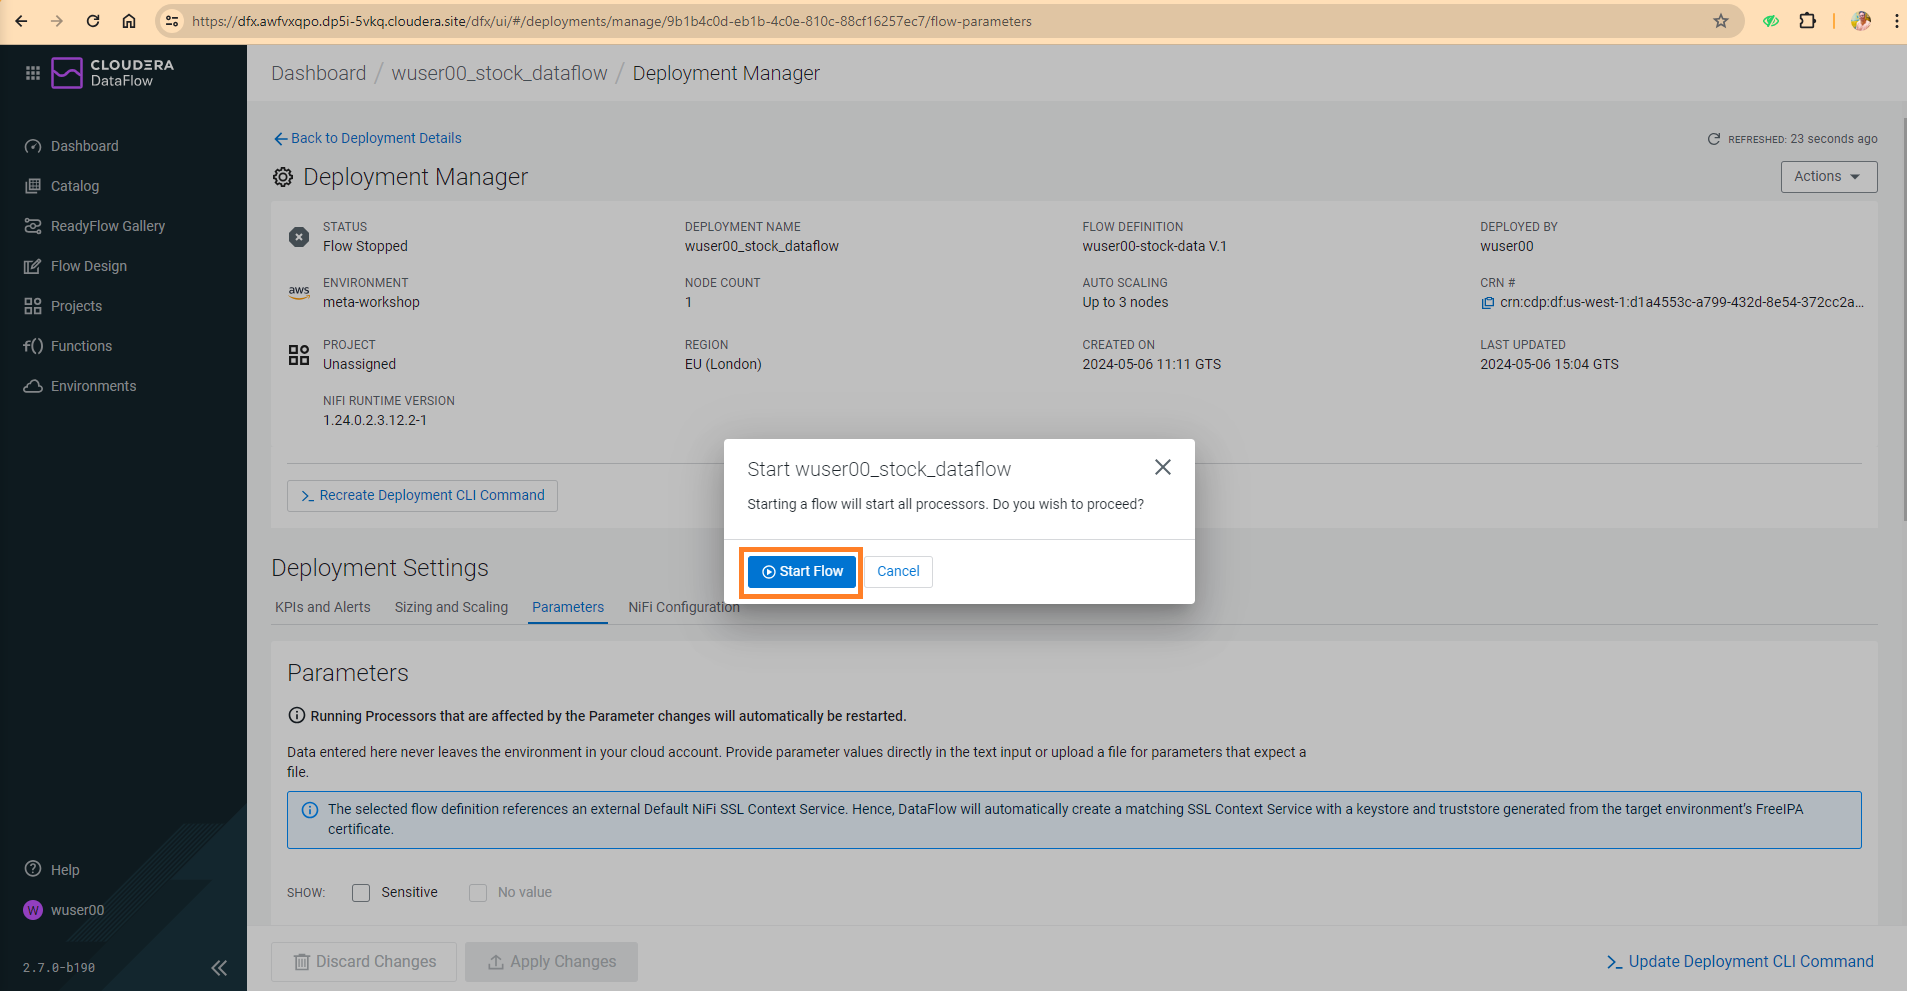 https://dfx.awfvxqpo.dp5i-5vkq.cloudera.site/dfx/ui/#/deployments/manage/9b1b4c0d-eb1b-4c0e-810c-88cf16257ec7/flow-parameters
CLOUDERA
DataFlow
Dashboard
Catalog
ReadyFlow Gallery
Flow Design
Projects
Functions
Environments
Help
W wuser00
2.7.0-b190
Dashboard / wuser00_stock_dataflow / Deployment Manager
Back to Deployment Details
REFRESHED: 23 seconds ago
Deployment Manager
Actions
STATUS
Flow Stopped
DEPLOYMENT NAME
wuser00_stock_dataflow
FLOW DEFINITION
wuser00-stock-data V.1
DEPLOYED BY
wuser00
aws
ENVIRONMENT
meta-workshop
NODE COUNT
1
AUTO SCALING
Up to 3 nodes
CRN #
crn:cdp:df:us-west-1:d1a4553c-a799-432d-8e54-372cc2a...
PROJECT
Unassigned
REGION
EU (London)
CREATED ON
2024-05-06 11:11 GTS
LAST UPDATED
2024-05-06 15:04 GTS
NIFI RUNTIME VERSION
1.24.0.2.3.12.2-1
Recreate Deployment CLI Command
Start wuser00_stock_dataflow
Starting a flow will start all processors. Do you wish to proceed?
Start Flow
Cancel
Deployment Settings
KPIs and Alerts
Sizing and Scaling
Parameters
NiFi Configuration
Parameters
Running Processors that are affected by the Parameter changes will automatically be restarted.
Data entered here never leaves the environment in your cloud account. Provide parameter values directly in the text input or upload a file for parameters that expect a
file.
The selected flow definition references an external Default NiFi SSL Context Service. Hence, DataFlow will automatically create a matching SSL Context Service with a keystore and truststore generated from the target environment's FreeIPA
certificate.
SHOW:
Sensitive
No value
Discard Changes
Apply Changes
Update Deployment CLI Command